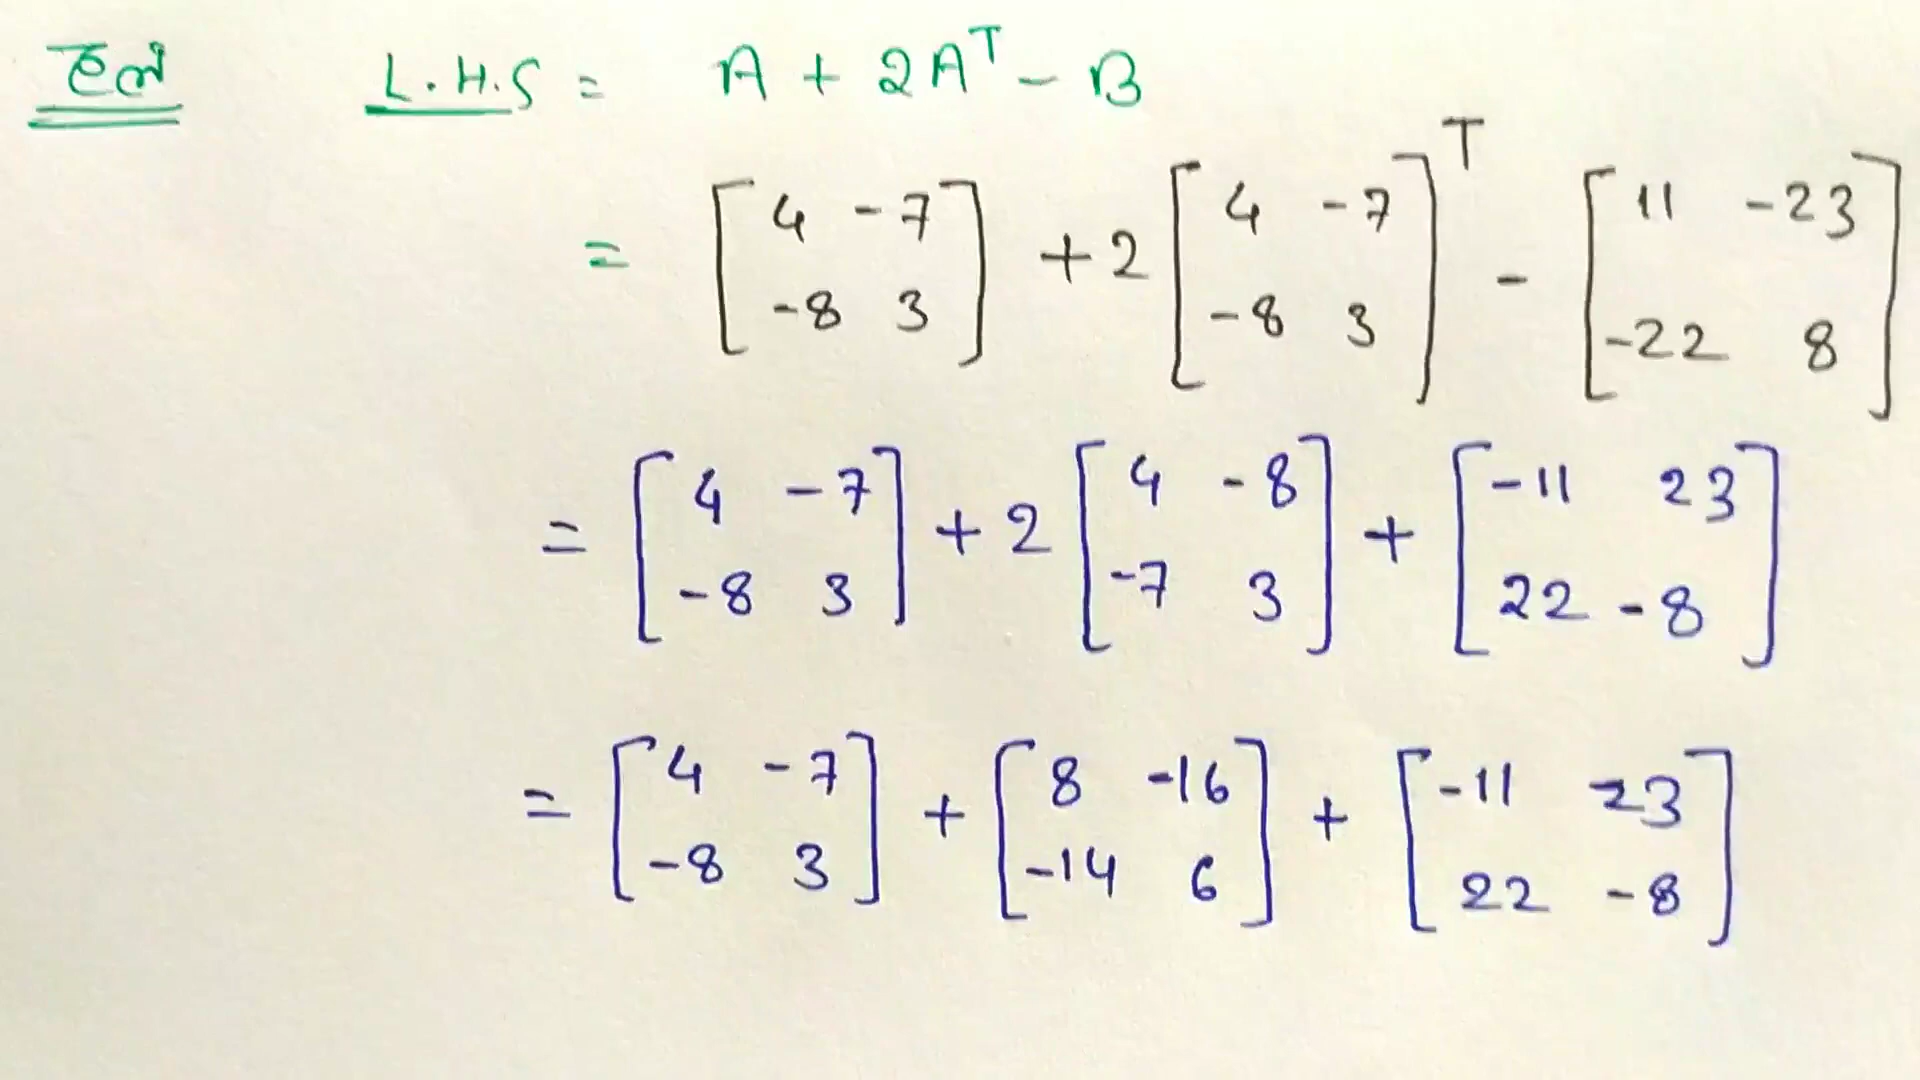 हल L.H.S = A + 2Aᵀ - B
= [4 -7; -8 3] + 2 [4 -7; -8 3]ᵀ - [11 -23; -22 8]
= [4 -7; -8 3] + 2 [4 -8; -7 3] + [-11 23; 22 -8]
= [4 -7; -8 3] + [8 -16; -14 6] + [-11 23; 22 -8]